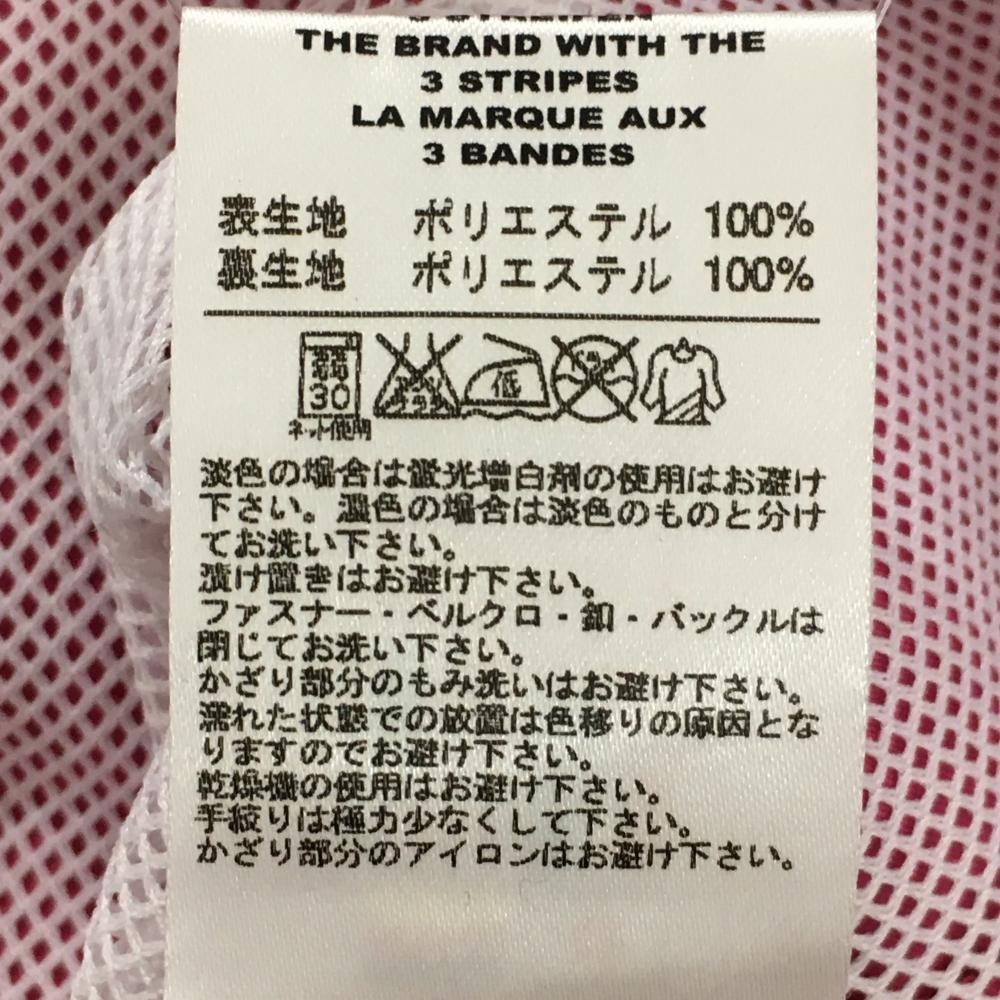 THE BRAND WITH THE
3 STRIPES
LA MARQUE AUX
3 BANDES
表生地 ポリエステル 100%
裏生地 ポリエステル 100%
弱
30
低
ネット使用
淡色の場合は蛍光増白剤の使用はお避け
下さい。濃色の場合は淡色のものと分け
てお洗い下さい。
漬け置きはお避け下さい。
ファスナー・ベルクロ・釦・バックルは
閉じてお洗い下さい。
かざり部分のもみ洗いはお避け下さい。
濡れた状態での放置は色移りの原因とな
りますのでお避け下さい。
乾燥機の使用はお避け下さい。
手絞りは極力少なくして下さい。
かざり部分のアイロンはお避け下さい。